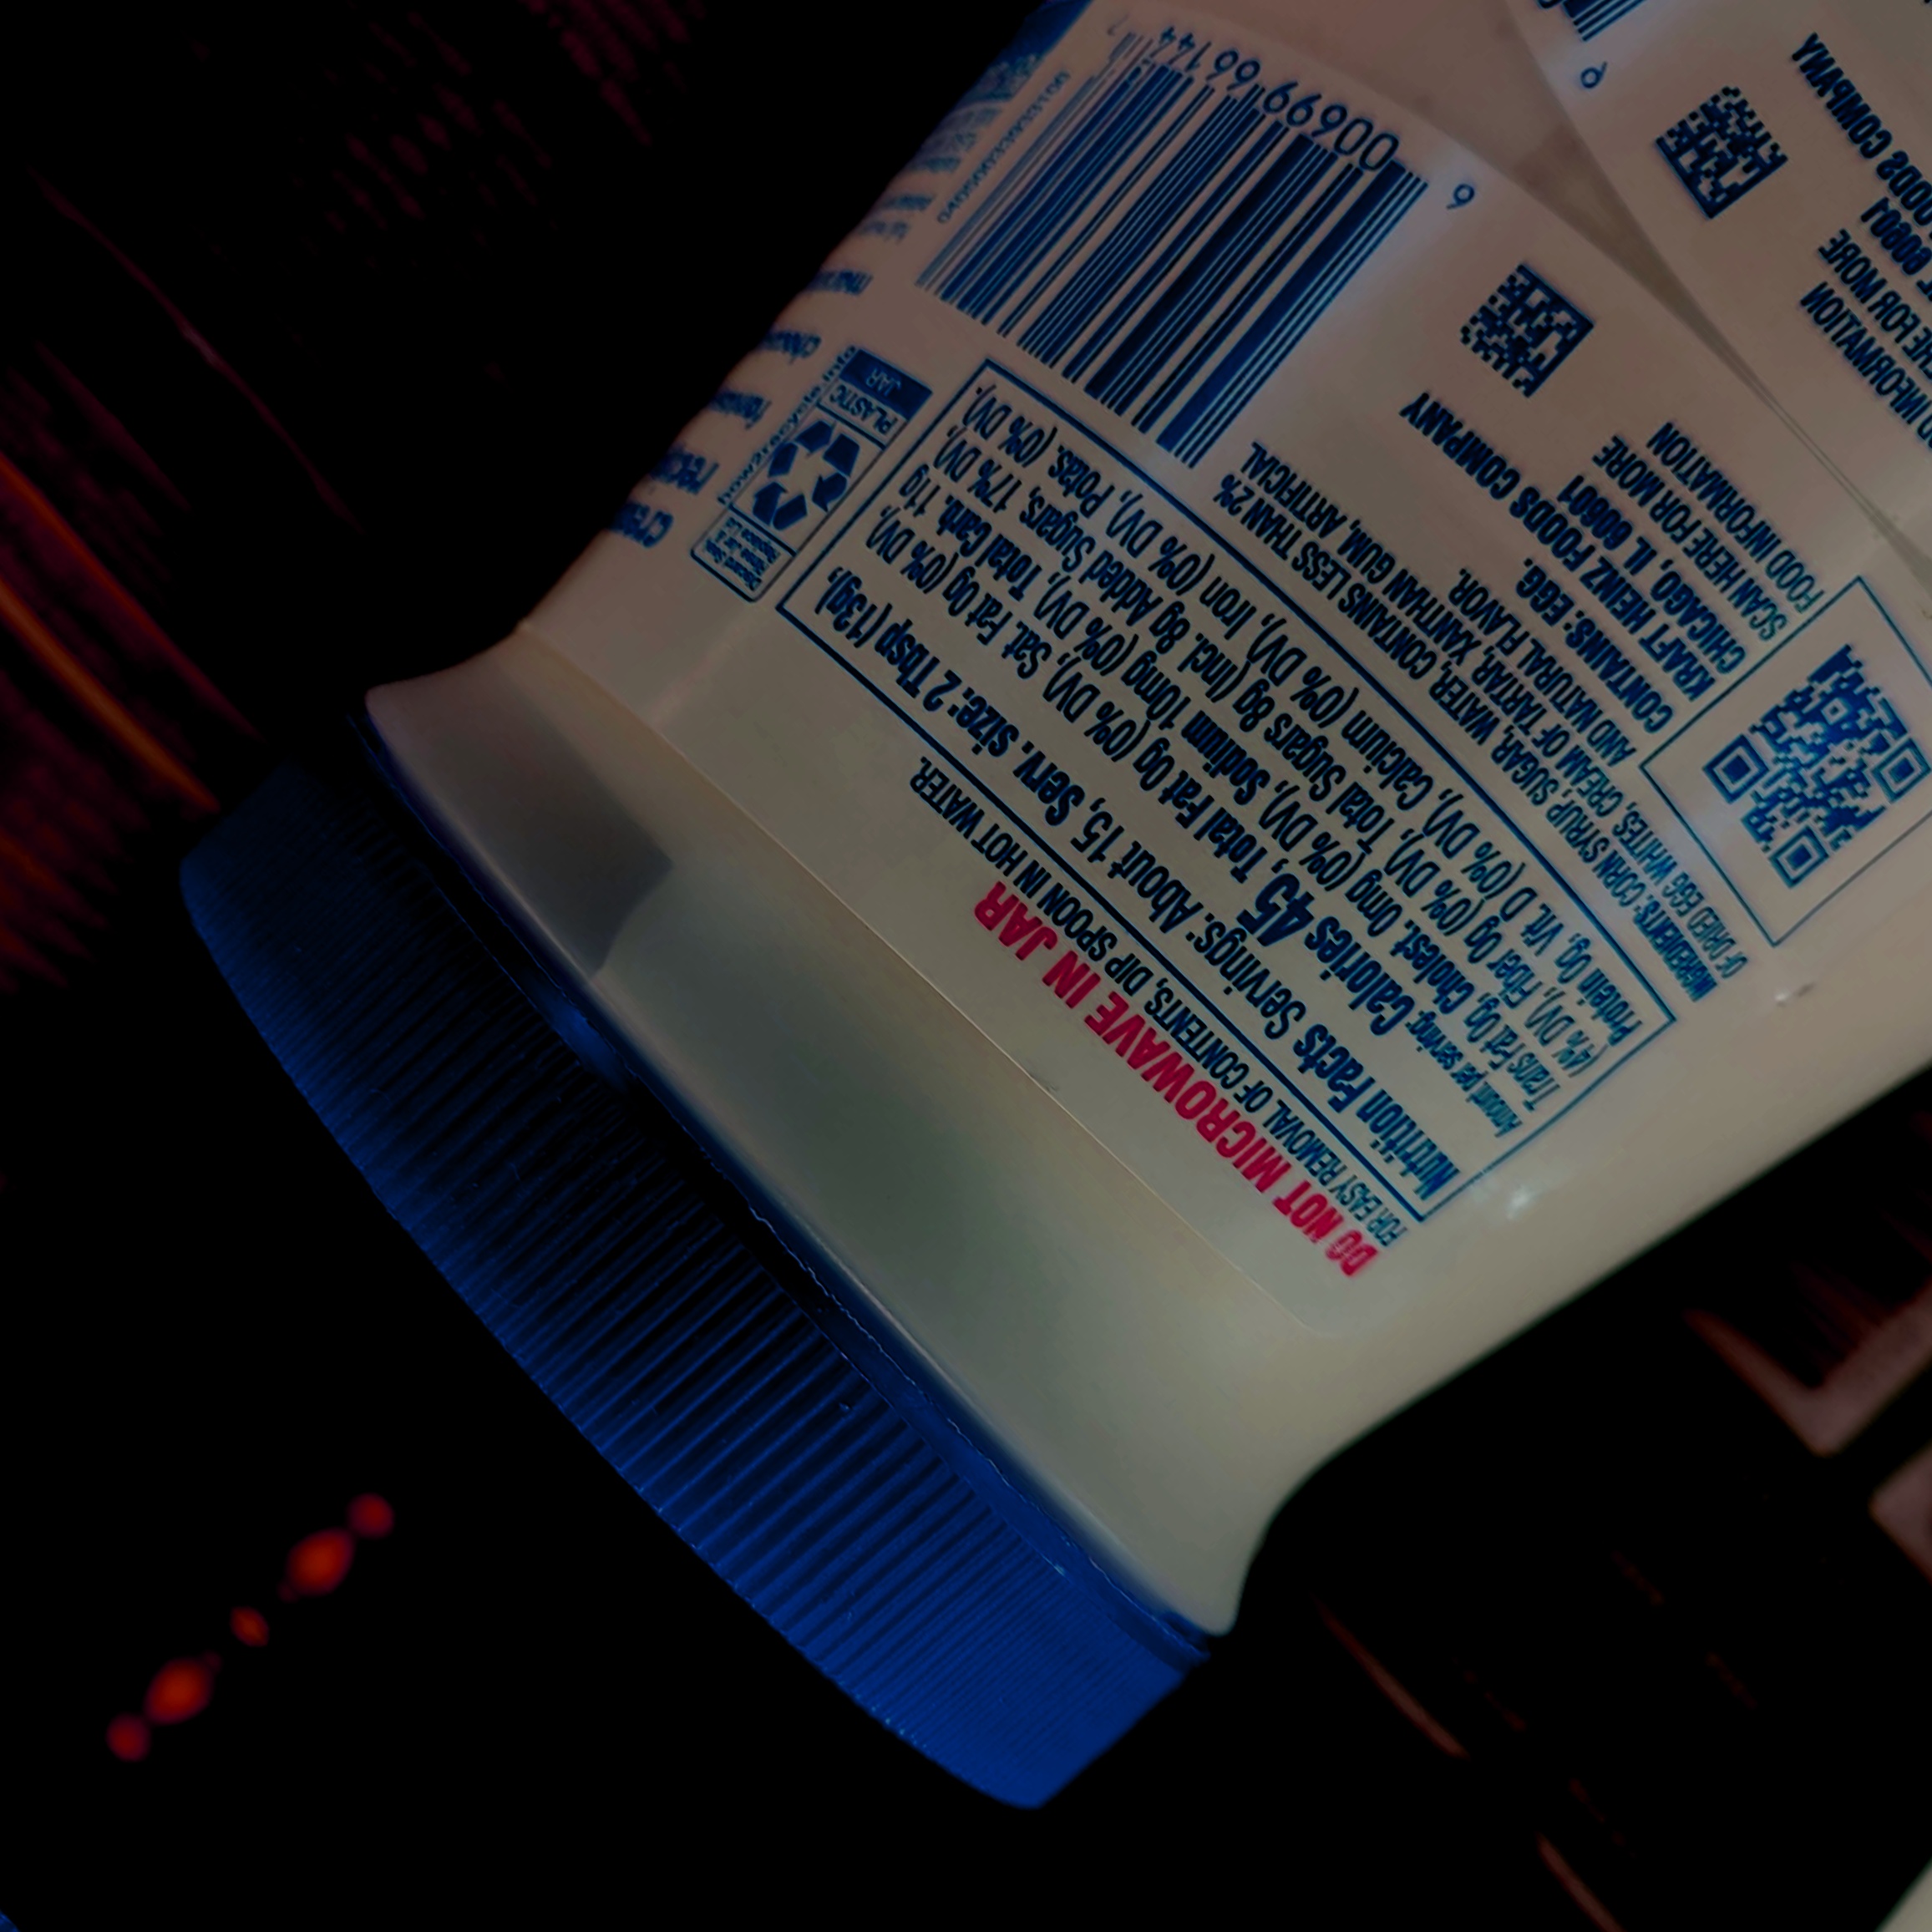 DO NOT MICROWAVE IN JAR
FOR EASY REMOVAL OF CONTENTS, DIP SPOON IN HOT WATER.
Nutrition Facts Servings: About 15, Serv. size: 2 Tbsp (13g),
Amount per serving: Calories 45, Total Fat 0g (0% DV), Sat. Fat 0g (0% DV),
Trans Fat 0g, Cholest. 0mg (0% DV), Sodium 10mg (0% DV), Total Carb. 11g
(4% DV), Fiber 0g (0% DV), Total Sugars 8g (Incl. 8g Added Sugars, 17% DV),
Protein 0g, Vit. D (0% DV), Calcium (0% DV), Iron (0% DV), Potas. (0% DV).
INGREDIENTS: CORN SYRUP, SUGAR, WATER, CONTAINS LESS THAN 2%
OF DRIED EGG WHITES, CREAM OF TARTAR, XANTHAN GUM, ARTIFICIAL
AND NATURAL FLAVOR.
CONTAINS: EGG.
KRAFT HEINZ FOODS COMPANY
CHICAGO, IL 60601
SCAN HERE FOR MORE
FOOD INFORMATION
how2recycle.info
PLASTIC
JAR
9
00699 66144
COMPANY
60601
FOR MORE
INFORMATION